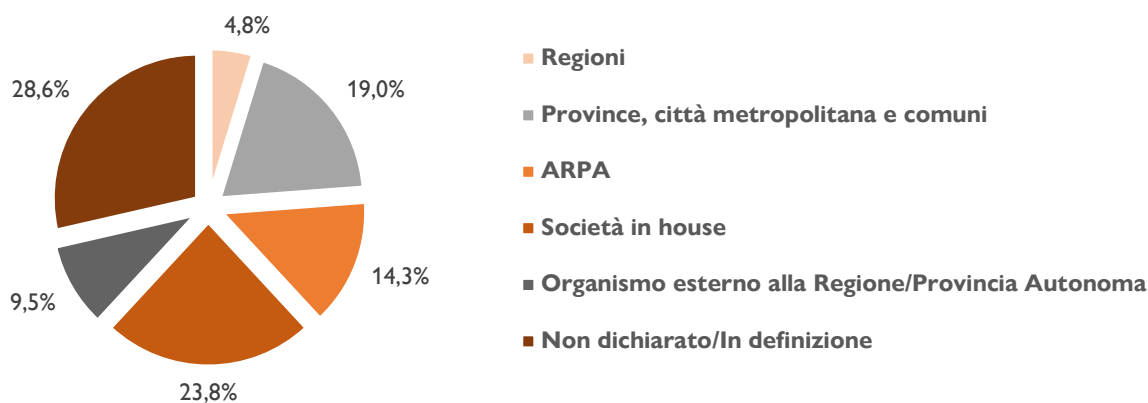 4,8%
19,0%
14,3%
23,8%
9,5%
28,6%
Regioni
Province, città metropolitana e comuni
ARPA
Società in house
Organismo esterno alla Regione/Provincia Autonoma
Non dichiarato/In definizione